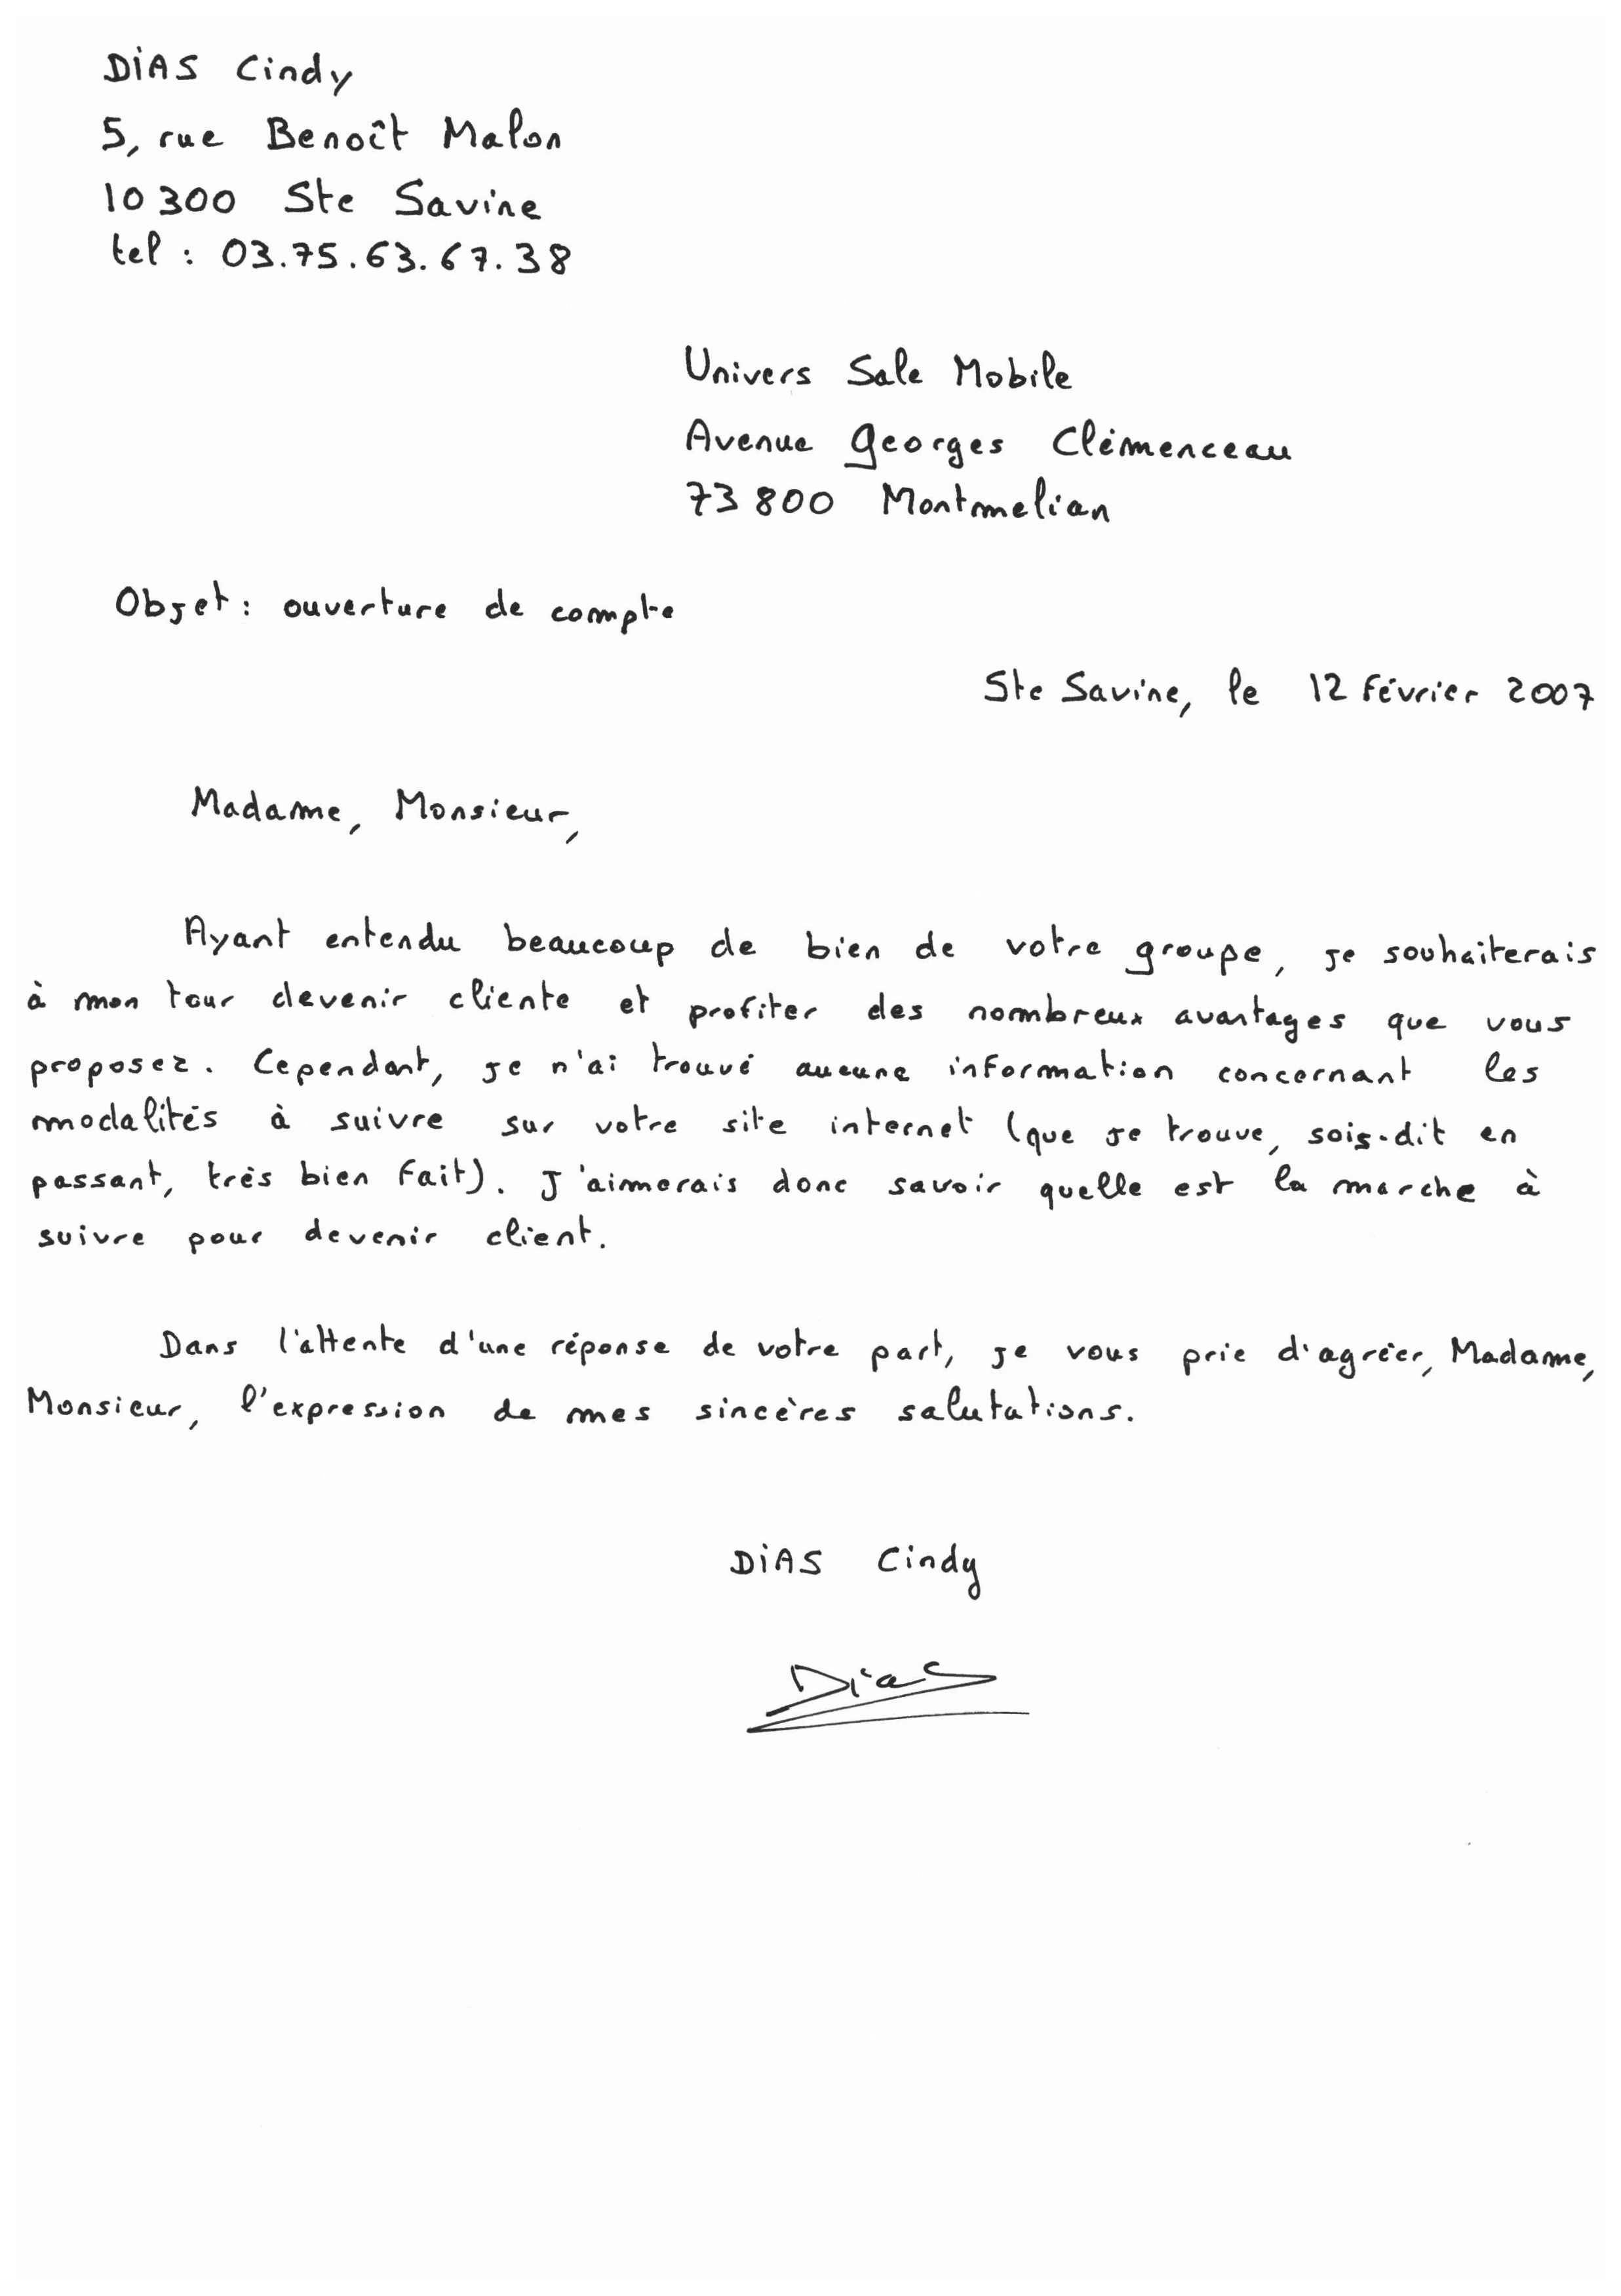 DIAS Cindy
5, rue Benoît Malon
10300 Ste Savine
tel : 03.75.63.67.38
Univers Sale Mobile
Avenue Georges Clémenceau
73800 Montmelian
Objet : ouverture de compte
Ste Savine, le 12 Février 2007
Madame, Monsieur,
Ayant entendu beaucoup de bien de votre groupe, je souhaiterais
à mon tour devenir cliente et profiter des nombreux avantages que vous
proposez. Cependant, je n'ai trouvé aucune information concernant les
modalités à suivre sur votre site internet (que je trouve, sois-dit en
passant, très bien fait). J'aimerais donc savoir quelle est la marche à
suivre pour devenir client.
Dans l'attente d'une réponse de votre part, je vous prie d'agréer, Madame,
Monsieur, l'expression de mes sincères salutations.
DIAS Cindy
Dias